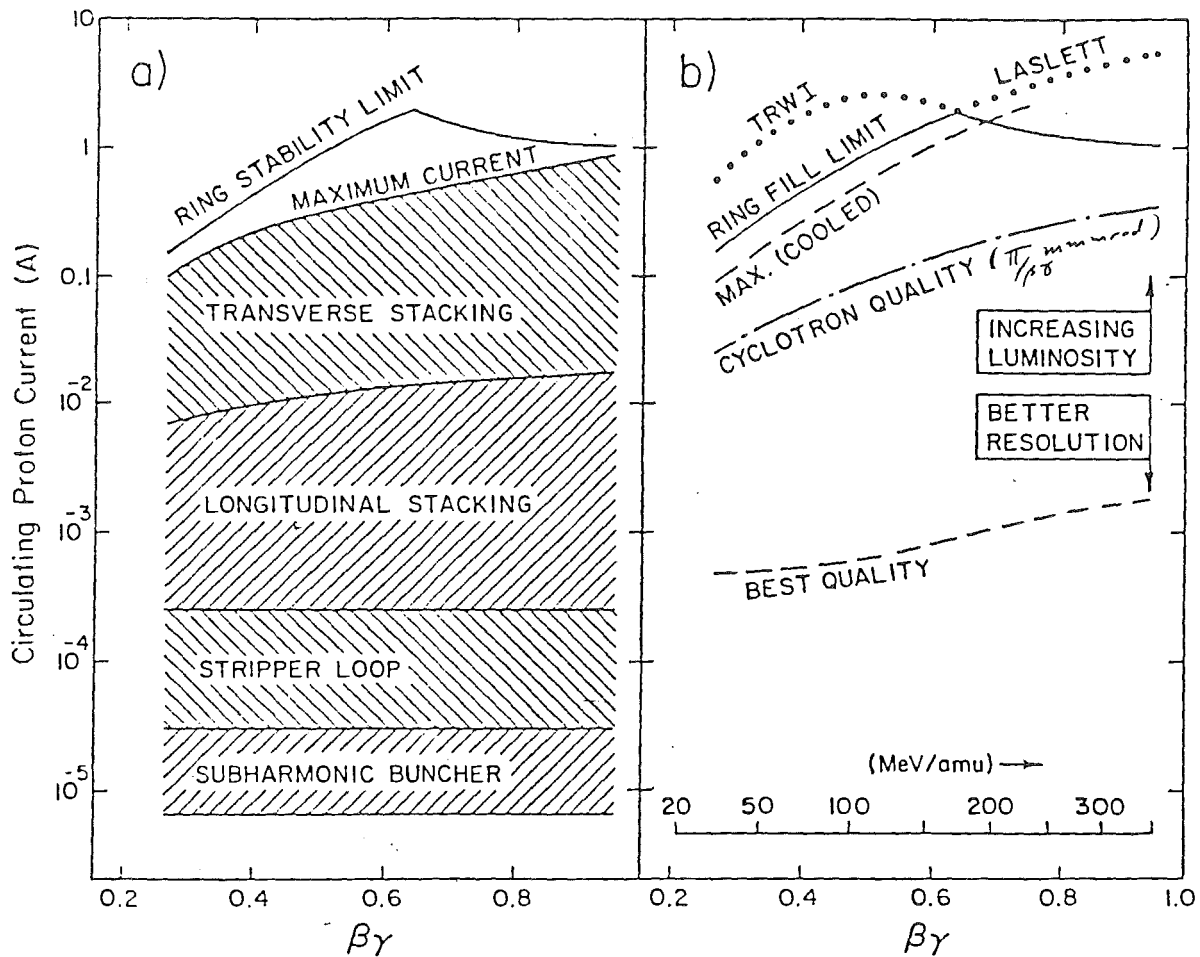 Circulating Proton Current (A)
10
1
0.1
10⁻²
10⁻³
10⁻⁴
10⁻⁵
a)
RING STABILITY LIMIT
MAXIMUM CURRENT
TRANSVERSE STACKING
LONGITUDINAL STACKING
STRIPPER LOOP
SUBHARMONIC BUNCHER
0.2 0.4 0.6 0.8
βγ
b)
TRWI
LASLETT
RING FILL LIMIT
MAX. (COOLED)
CYCLOTRON QUALITY (π/βγ mmmrad)
INCREASING
LUMINOSITY
BETTER
RESOLUTION
BEST QUALITY
(MeV/amu) →
20 50 100 200 300
0.2 0.4 0.6 0.8 1.0
βγ